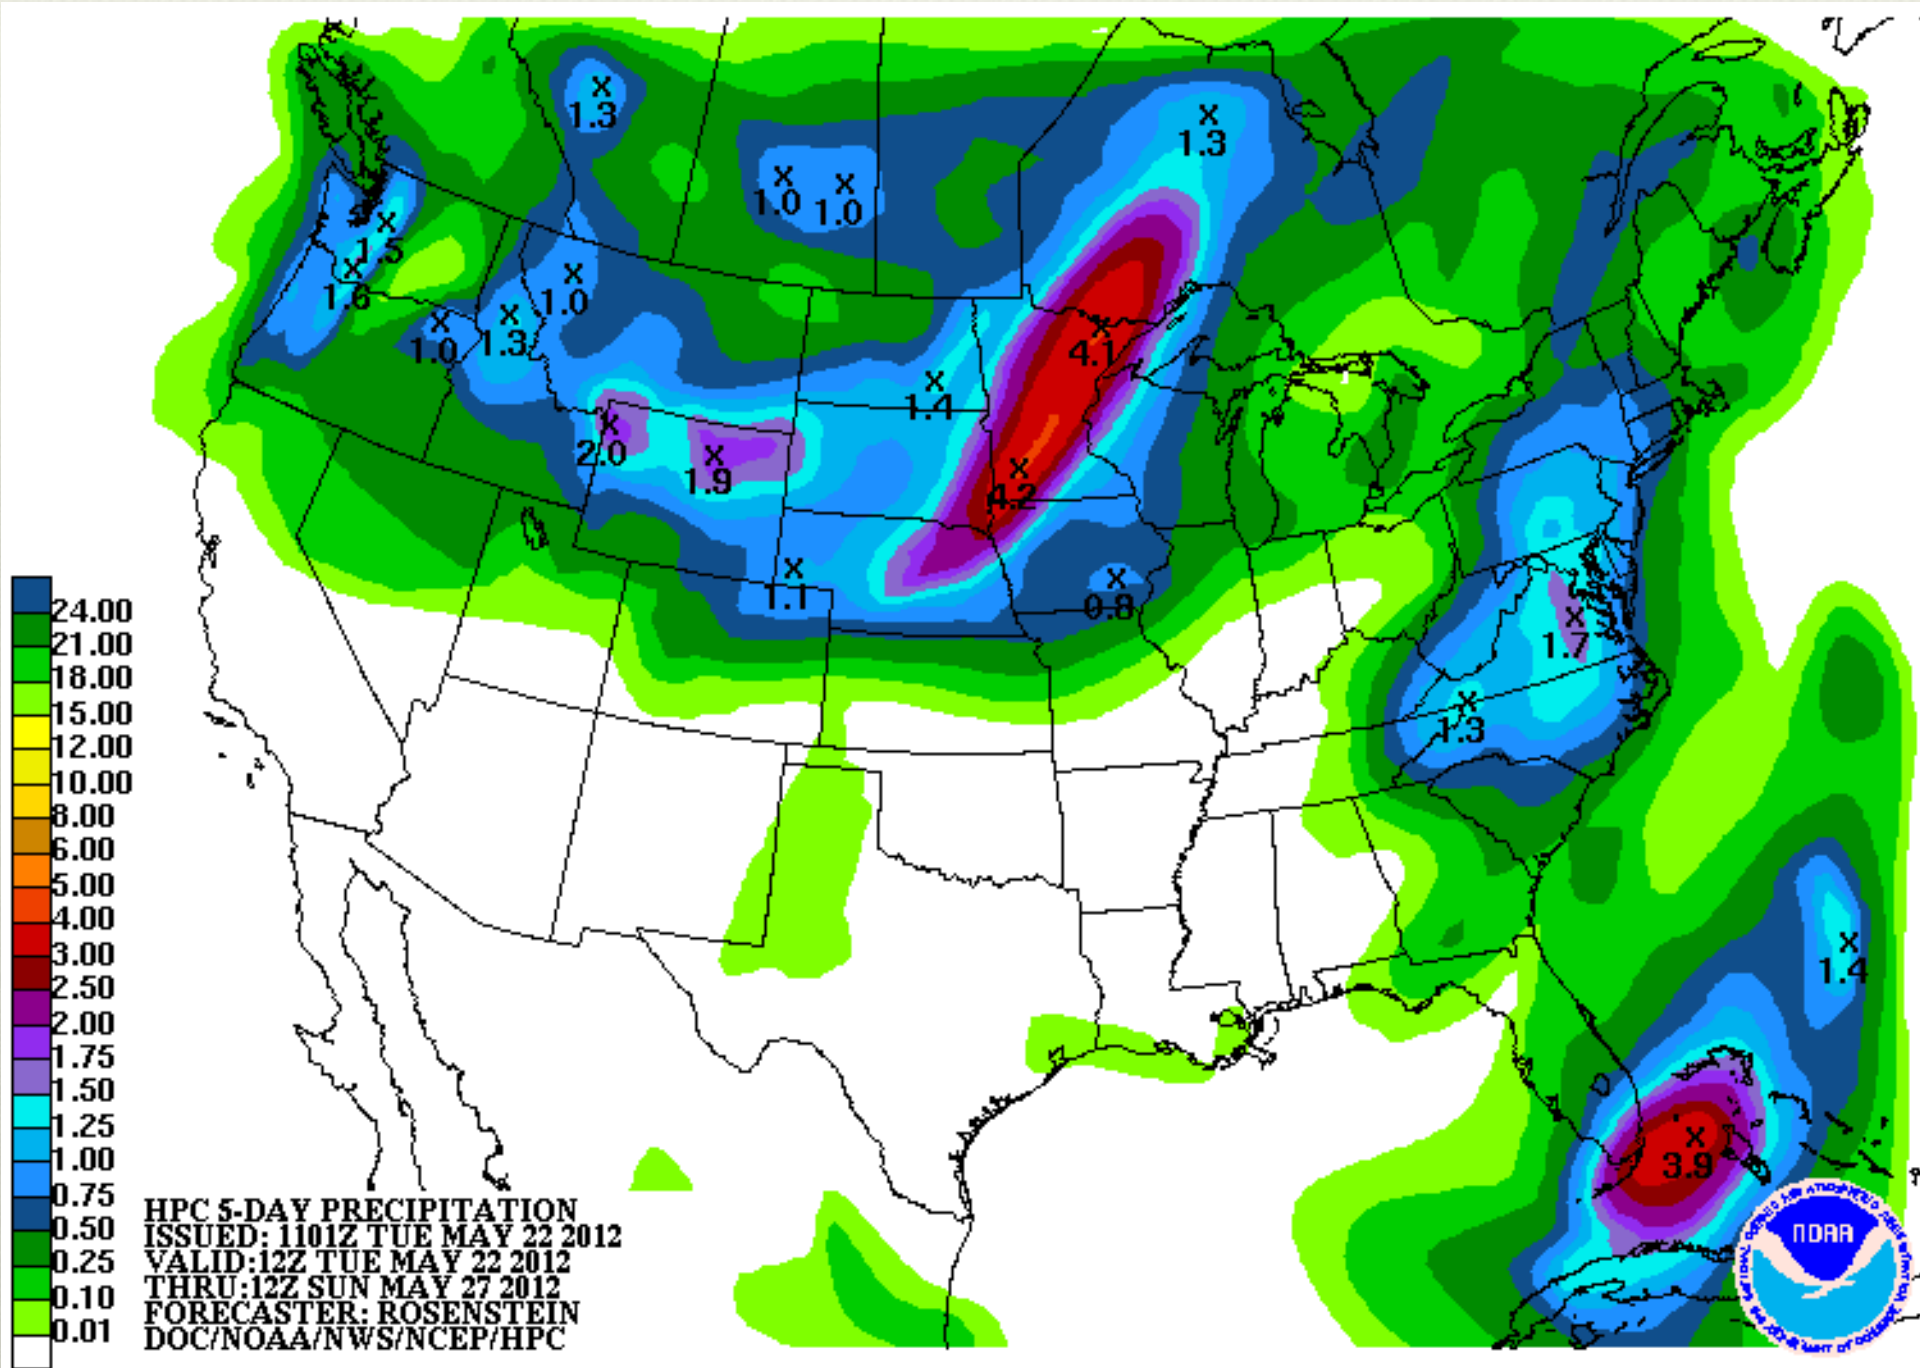 x
1.3
x
1.3
x x
1.0 1.0
x
1.5
x
1.6
x
1.0
x
1.3
x
1.0
x
4.1
x
1.4
x
2.0
x
1.9
x
4.2
x
1.1
x
0.8
x
1.7
x
1.3
x
1.4
x
3.9
24.00
21.00
18.00
15.00
12.00
10.00
8.00
6.00
5.00
4.00
3.00
2.50
2.00
1.75
1.50
1.25
1.00
0.75
0.50
0.25
0.10
0.01
HPC 5-DAY PRECIPITATION
ISSUED: 1101Z TUE MAY 22 2012
VALID:12Z TUE MAY 22 2012
THRU:12Z SUN MAY 27 2012
FORECASTER: ROSENSTEIN
DOC/NOAA/NWS/NCEP/HPC
NOAA